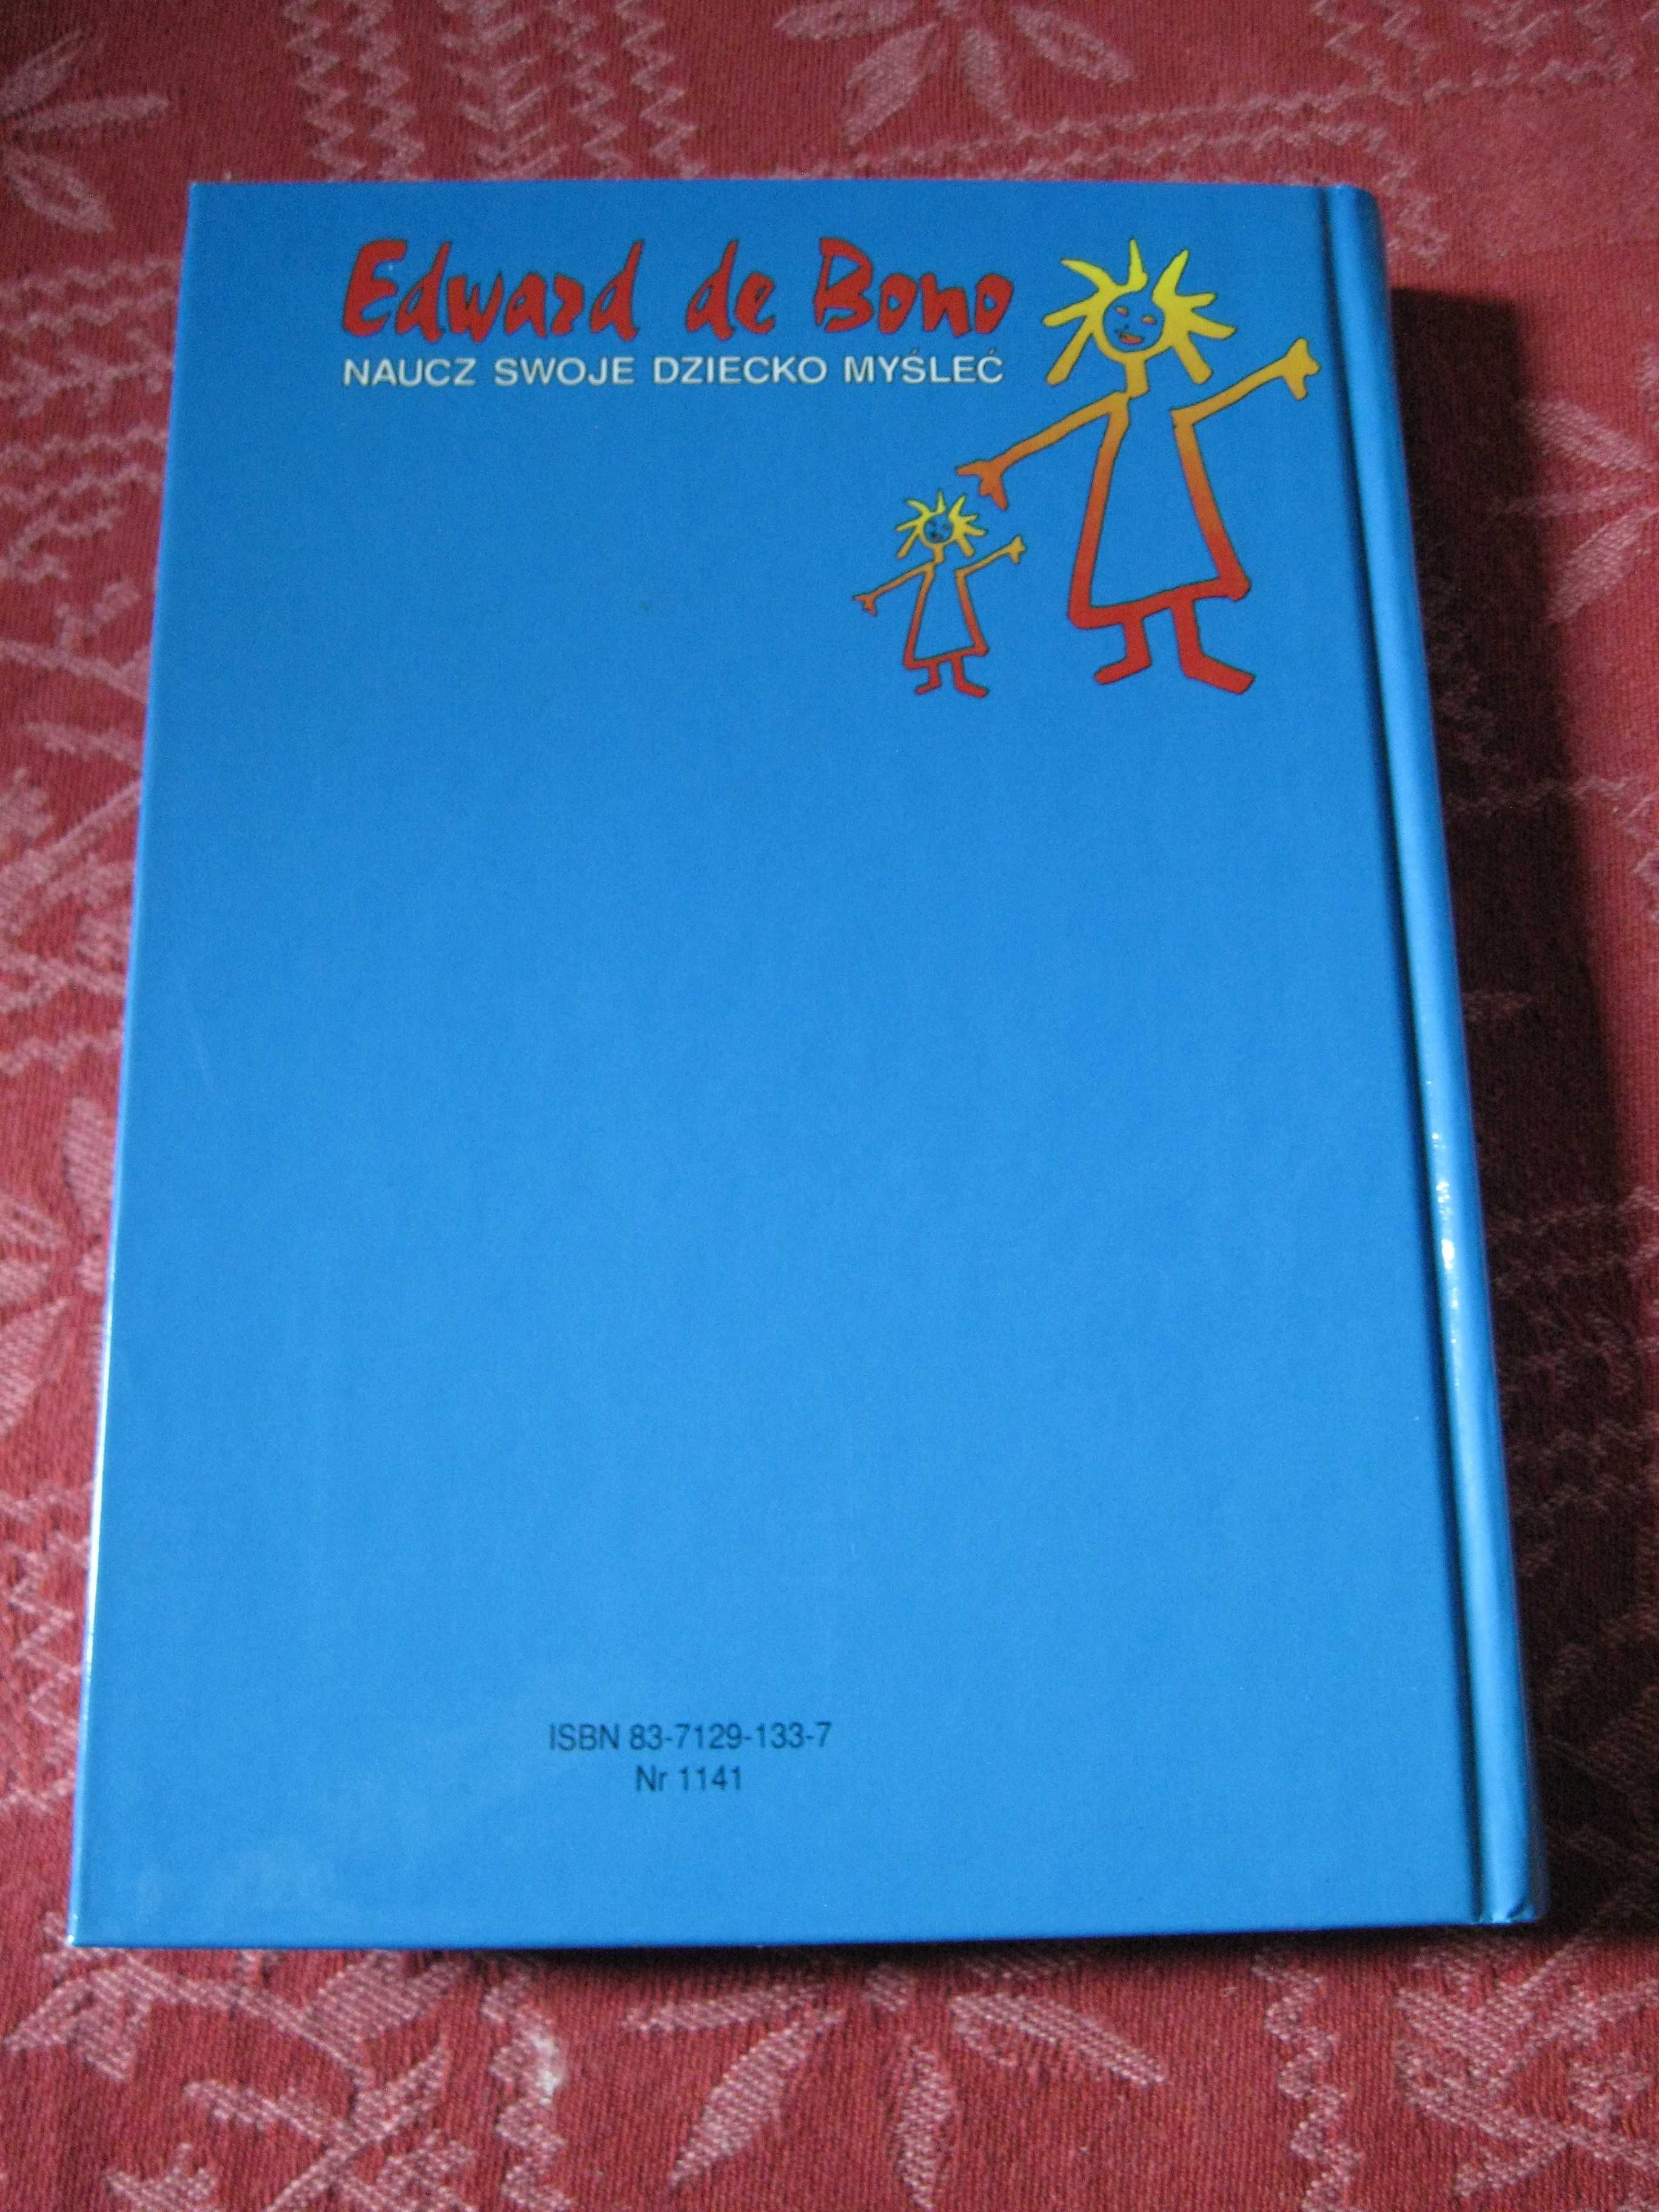 Edward de Bono
NAUCZ SWOJE DZIECKO MYŚLEĆ
ISBN 83-7129-133-7
Nr 1141